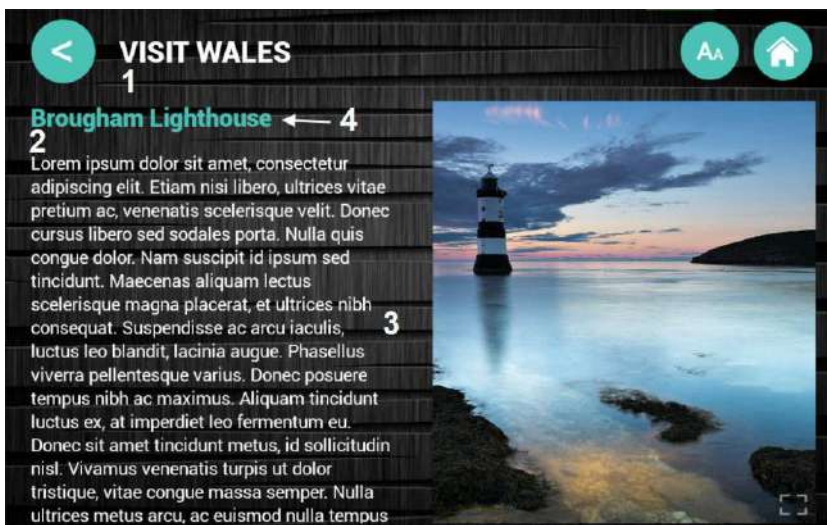 < VISIT WALES AA
1
Brougham Lighthouse 4
2
Lorem ipsum dolor sit amet, consectetur
adipiscing elit. Etiam nisi libero, ultrices vitae
pretium ac, venenatis scelerisque velit. Donec
cursus libero sed sodales porta. Nulla quis
congue dolor. Nam suscipit id ipsum sed
tincidunt. Maecenas aliquam lectus
scelerisque magna placerat, et ultrices nibh
consequat. Suspendisse ac arcu iaculis, 3
luctus leo blandit, lacinia augue. Phasellus
viverra pellentesque varius. Donec posuere
tempus nibh ac maximus. Aliquam tincidunt
luctus ex, at imperdiet leo fermentum eu.
Donec sit amet tincidunt metus, id sollicitudin
nisl. Vivamus venenatis turpis ut dolor
tristique, vitae congue massa semper. Nulla
ultrices metus arcu, ac euismod nulla tempus